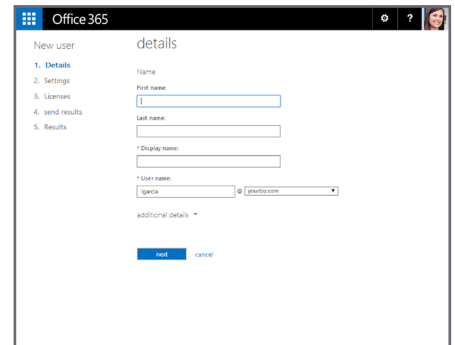 Office 365
?
New user
1. Details
2. Settings
3. Licenses
4. send results
5. Results
details
Name
First name:
Last name:
* Display name:
* User name:
lgarcia @ yourbiz.com
additional details
next cancel